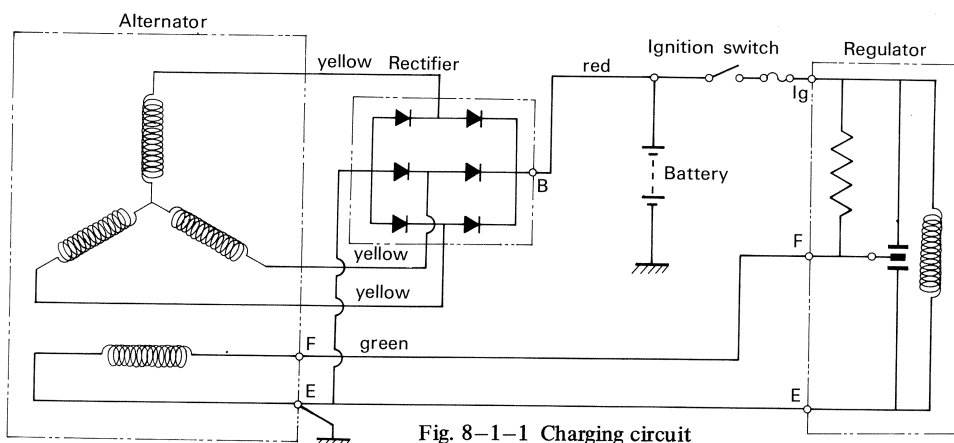 Alternator
yellow
Rectifier
red
Ignition switch
Regulator
Ig
B
Battery
F
yellow
yellow
F
green
E
E
Fig. 8–1–1 Charging circuit